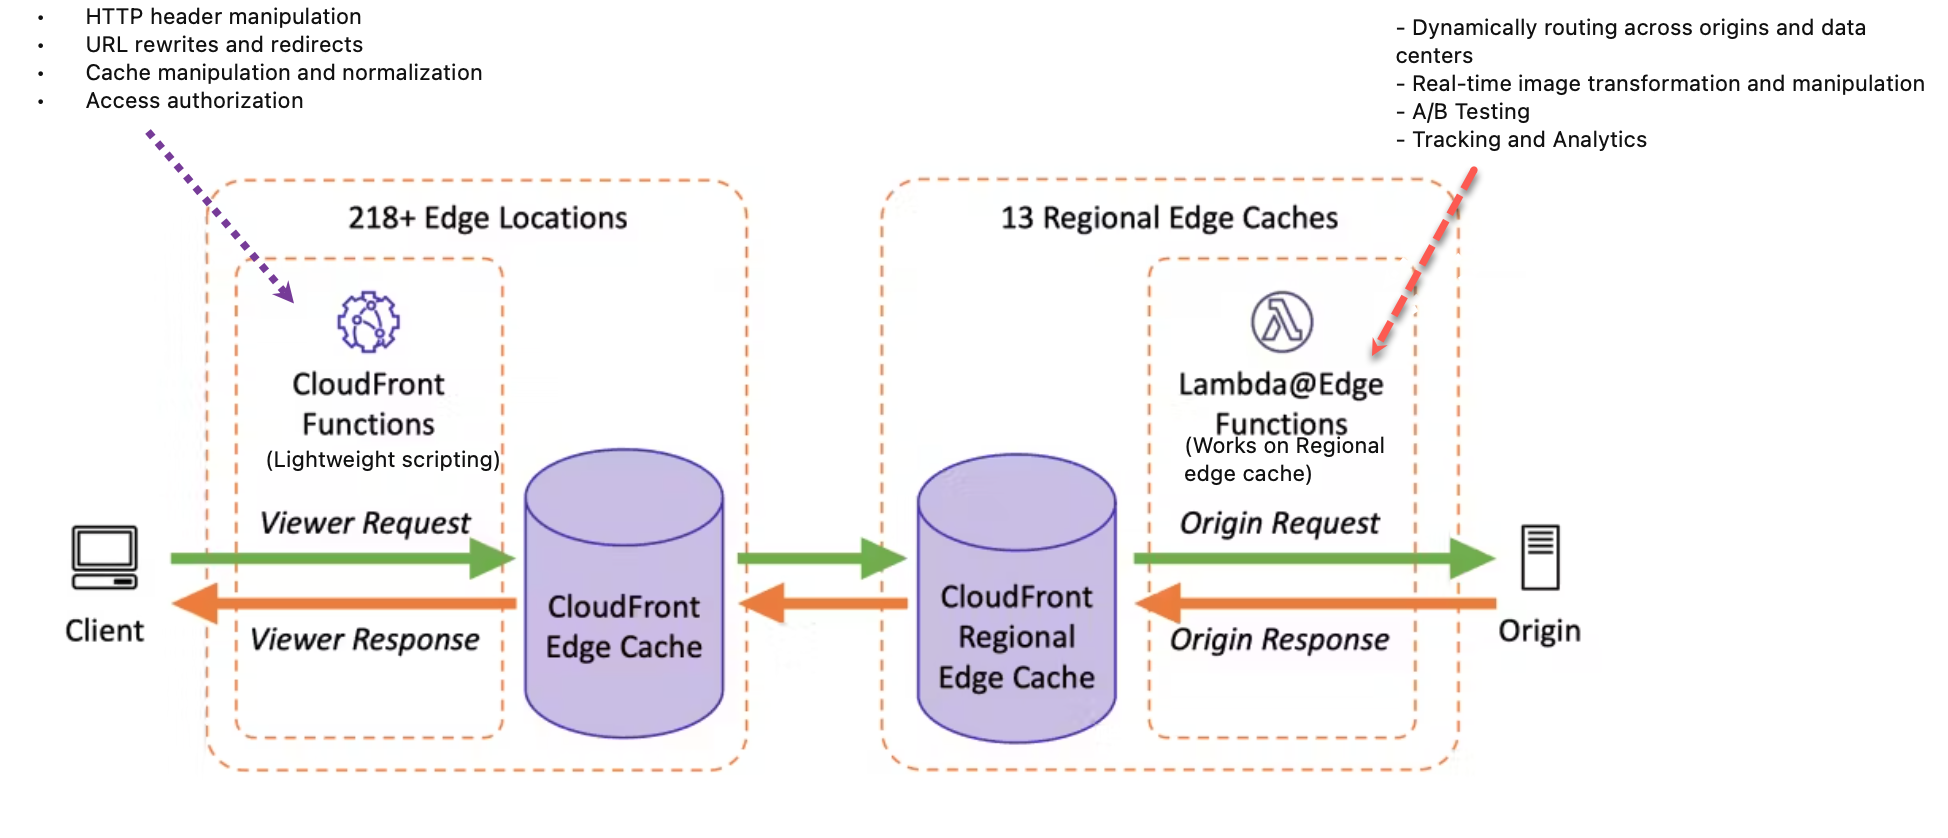 • HTTP header manipulation
• URL rewrites and redirects
• Cache manipulation and normalization
• Access authorization
- Dynamically routing across origins and data
centers
- Real-time image transformation and manipulation
- A/B Testing
- Tracking and Analytics
218+ Edge Locations
13 Regional Edge Caches
CloudFront
Functions
(Lightweight scripting)
Lambda@Edge
Functions
(Works on Regional
edge cache)
Viewer Request
Origin Request
Client
CloudFront
Edge Cache
CloudFront
Regional
Edge Cache
Origin
Viewer Response
Origin Response